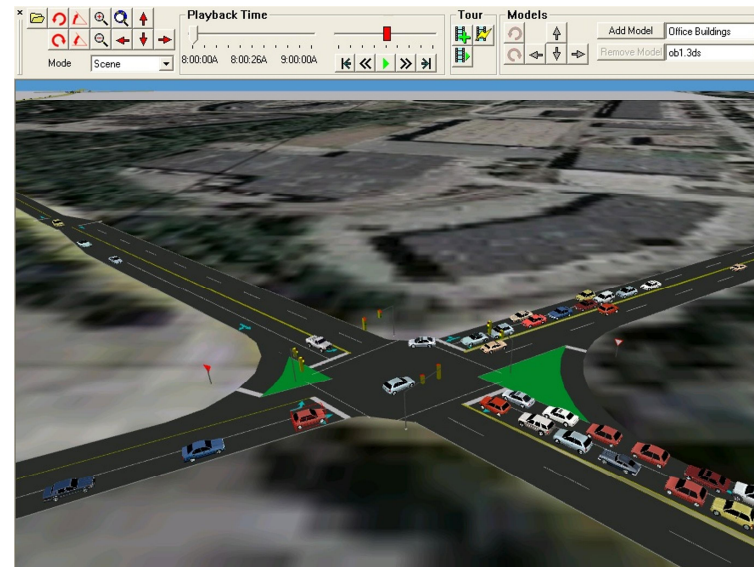 Playback Time
Tour
Models
Add Model
Office Buildings
Mode
Scene
8:00:00A
8:00:26A
9:00:00A
Remove Model
ob1.3ds